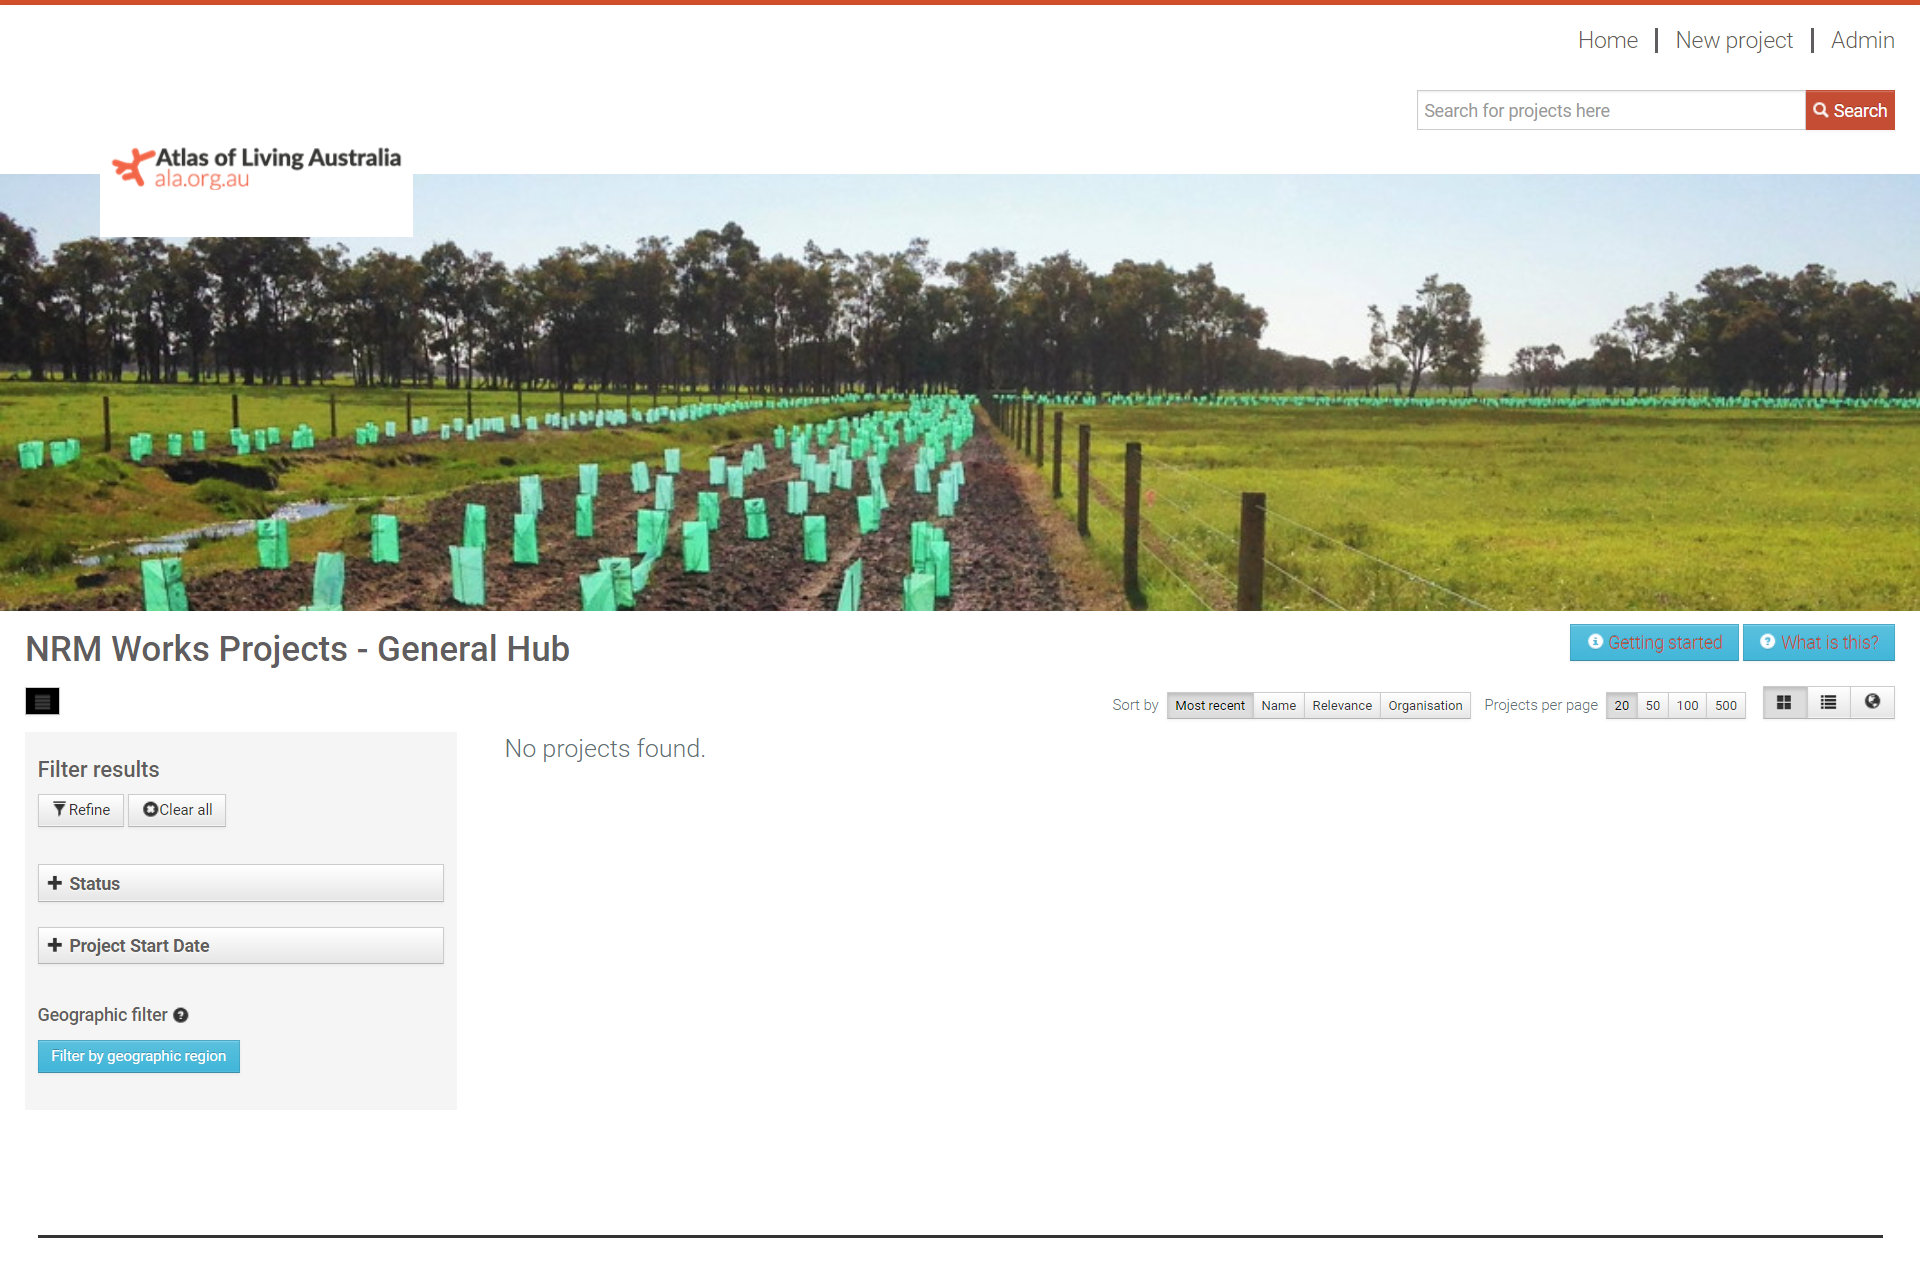 Home
New project
Admin
Search for projects here
Search
Atlas of Living Australia
ala.org.au
NRM Works Projects - General Hub
Getting started
What is this?
Sort by
Most recent
Name
Relevance
Organisation
Projects per page
20
50
100
500
Filter results
Refine
Clear all
No projects found.
Status
Project Start Date
Geographic filter
Filter by geographic region